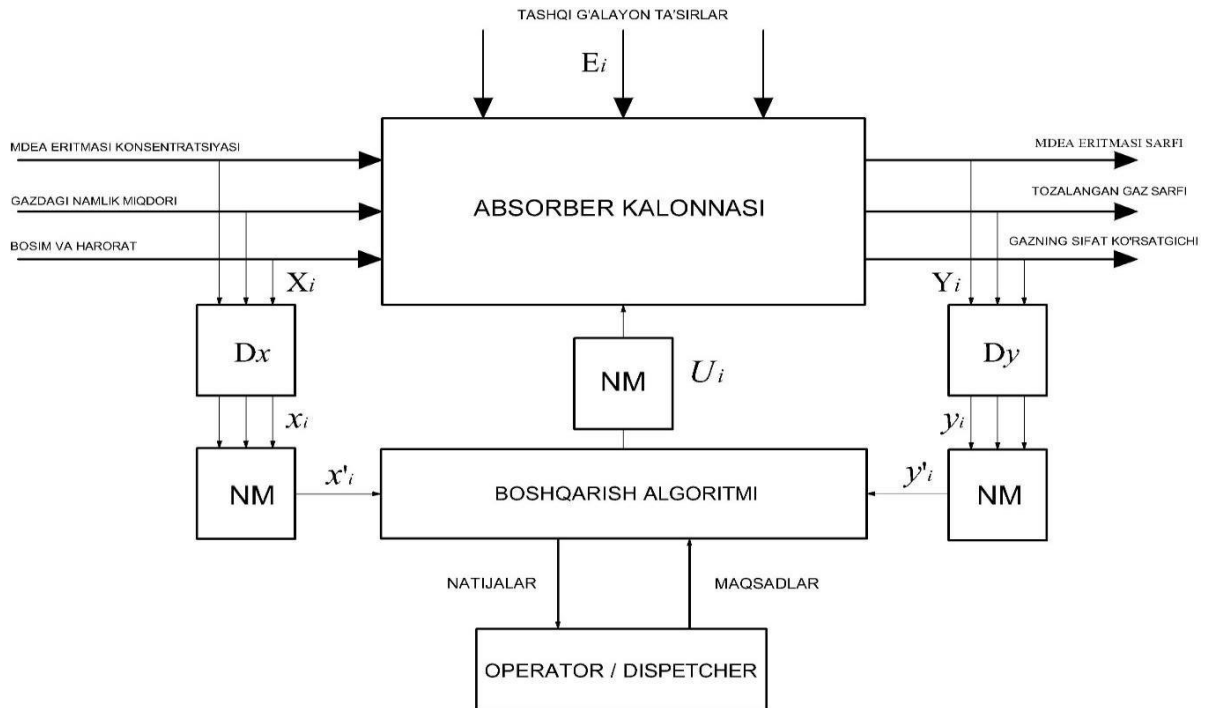 TASHQI G'ALAYON TA'SIRLAR
Ei
MDEA ERITMASI KONSENTRATSIYASI
GAZDAGI NAMLIK MIQDORI
BOSIM VA HARORAT
ABSORBER KALONNASI
MDEA ERITMASI SARFI
TOZALANGAN GAZ SARFI
GAZNING SIFAT KO'RSATGICHI
Xi
Yi
Dx
NM
Ui
Dy
xi
yi
NM
x'i
BOSHQARISH ALGORITMI
y'i
NM
NATIJALAR
MAQSADLAR
OPERATOR / DISPETCHER